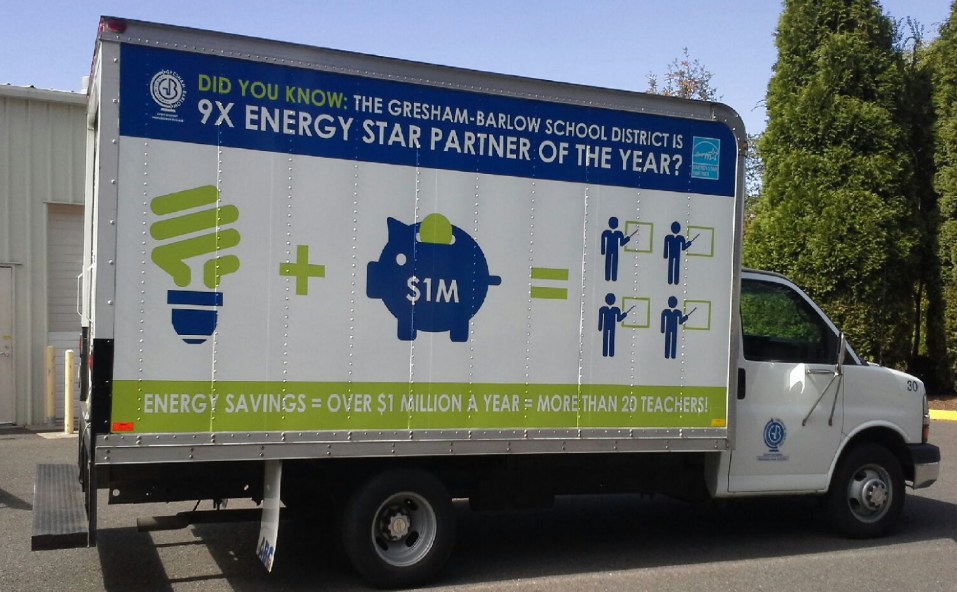 DID YOU KNOW: THE GRESHAM-BARLOW SCHOOL DISTRICT IS
9X ENERGY STAR PARTNER OF THE YEAR?
+ $1M =
ENERGY SAVINGS = OVER $1 MILLION A YEAR = MORE THAN 20 TEACHERS!
30
ABC